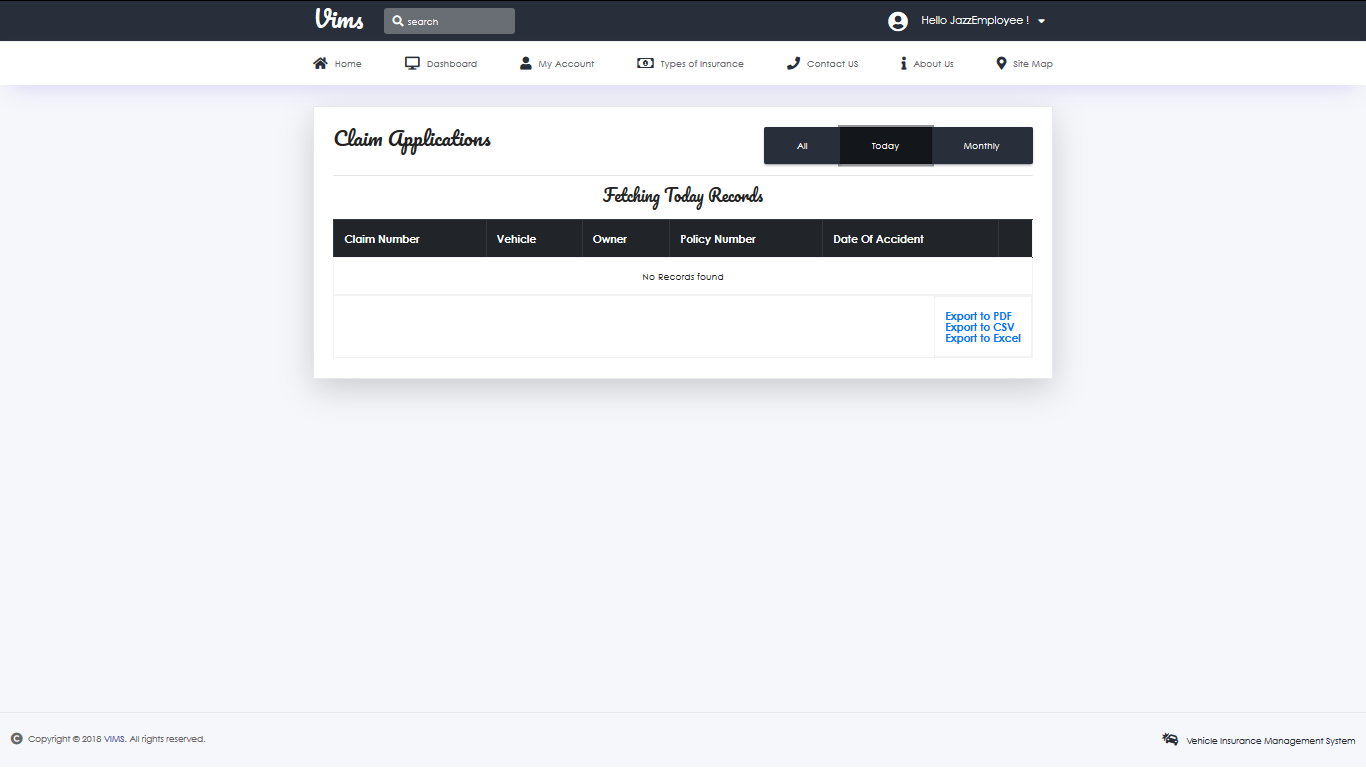 Vims
search
Hello JazzEmployee !
Home
Dashboard
My Account
Types of Insurance
Contact US
About Us
Site Map
Claim Applications
All
Today
Monthly
Fetching Today Records
Claim Number
Vehicle
Owner
Policy Number
Date Of Accident
No Records found
Export to PDF
Export to CSV
Export to Excel
Copyright © 2018 VIMS. All rights reserved.
Vehicle Insurance Management System